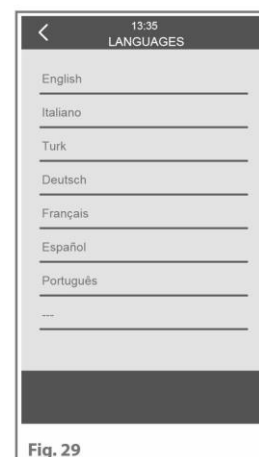 13:35
LANGUAGES
English
Italiano
Turk
Deutsch
Français
Español
Português
---
Fig. 29